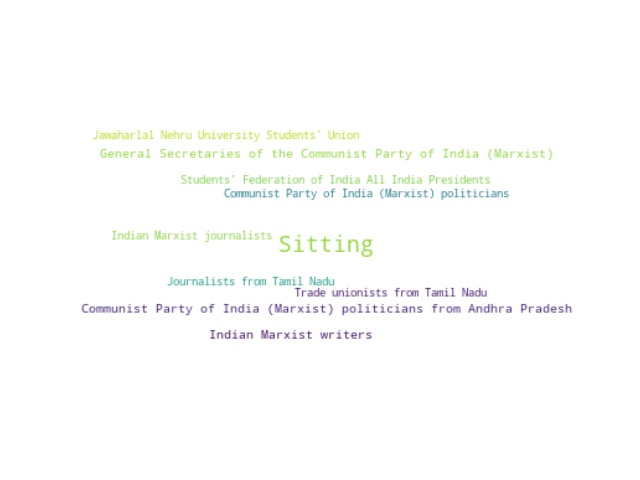 Jawaharlal Nehru University Students' Union
General Secretaries of the Communist Party of India (Marxist)
Students' Federation of India All India Presidents
Communist Party of India (Marxist) politicians
Indian Marxist journalists
Sitting
Journalists from Tamil Nadu
Trade unionists from Tamil Nadu
Communist Party of India (Marxist) politicians from Andhra Pradesh
Indian Marxist writers